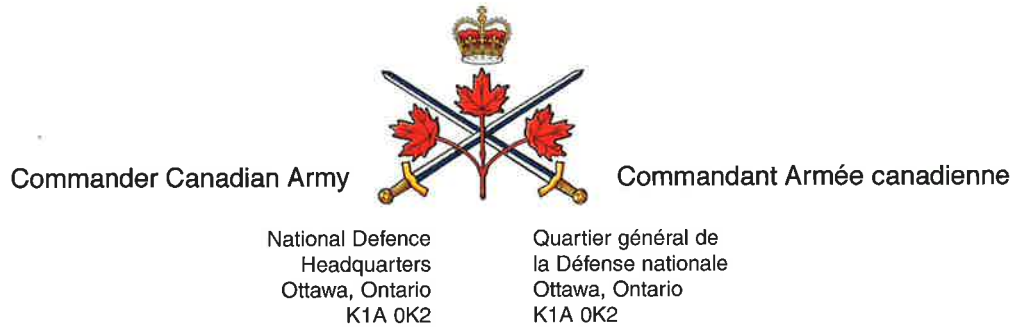 Commander Canadian Army
Commandant Armée canadienne
National Defence
Headquarters
Ottawa, Ontario
K1A 0K2
Quartier général de
la Défense nationale
Ottawa, Ontario
K1A 0K2